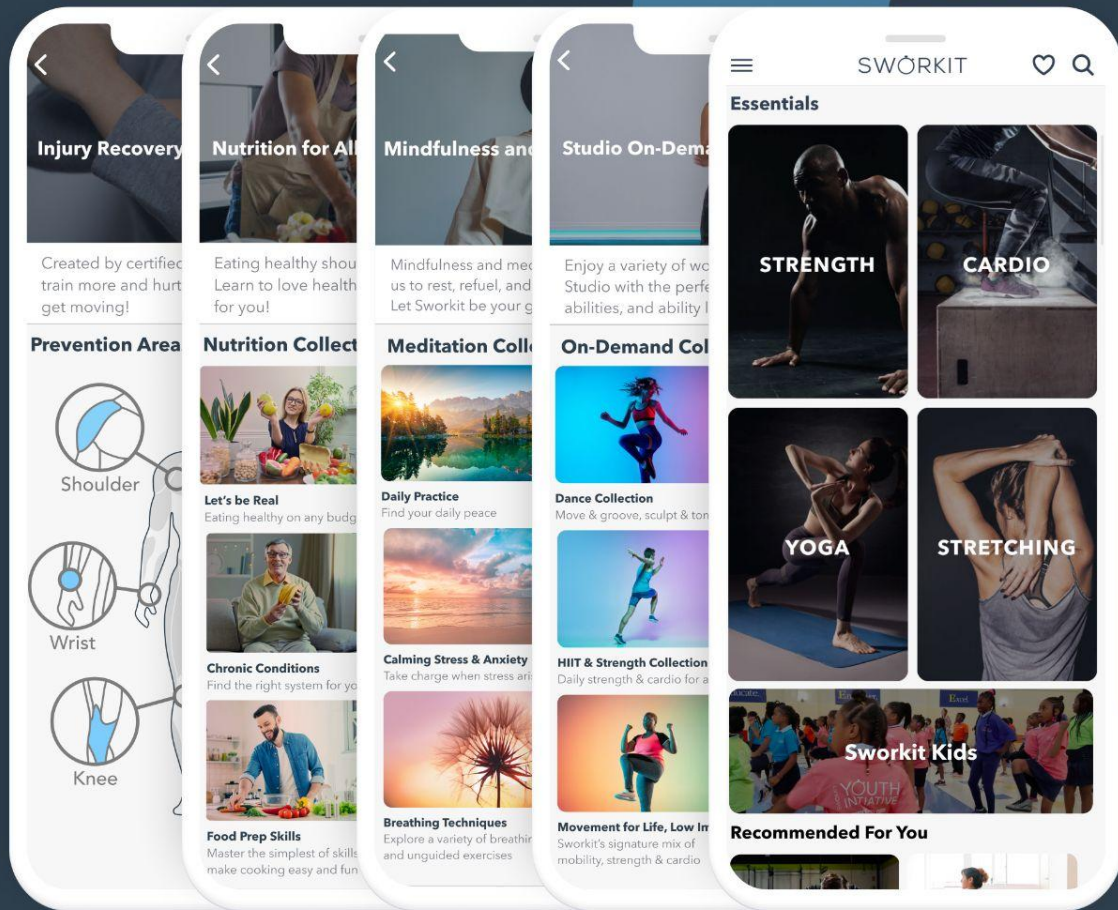 Injury Recovery
Created by certified
train more and hurt
get moving!
Prevention Area
Shoulder
Wrist
Knee
Nutrition for All
Eating healthy shou
Learn to love health
for you!
Nutrition Collect
Let's be Real
Eating healthy on any budg
Chronic Conditions
Find the right system for yo
Food Prep Skills
Master the simplest of skills
make cooking easy and fun
Mindfulness and
Mindfulness and med
us to rest, refuel, and
Let Sworkit be your g
Meditation Colle
Daily Practice
Find your daily peace
Calming Stress & Anxiety
Take charge when stress aris
Breathing Techniques
Explore a variety of breathin
and unguided exercises
Studio On-Dema
Enjoy a variety of wo
Studio with the perfe
abilities, and ability l
On-Demand Col
Dance Collection
Move & groove, sculpt & ton
HIIT & Strength Collection
Daily strength & cardio for a
Movement for Life, Low Im
Sworkit's signature mix of
mobility, strength & cardio
SWORKIT
Essentials
STRENGTH
CARDIO
YOGA
STRETCHING
Excel
Sworkit Kids
YOUTH
INITIATIVE
Recommended For You